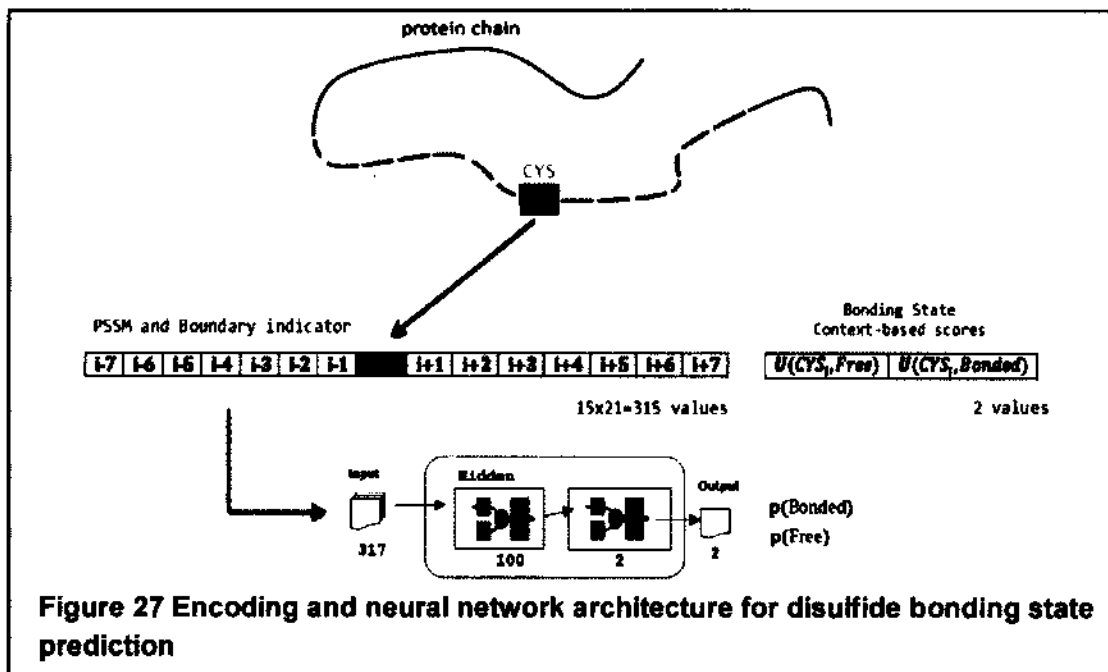 protein chain
CYS
PSSM and Boundary indicator
Bonding State
Context-based scores
i-7 i-6 i-5 i-4 i-3 i-2 i-1 i+1 i+2 i+3 i+4 i+5 i+6 i+7
U(CYSi,Free) U(CYSi,Bonded)
15x21=315 values
2 values
Input
Hidden
Output
317
100
2
2
p(Bonded)
p(Free)
Figure 27 Encoding and neural network architecture for disulfide bonding state
prediction